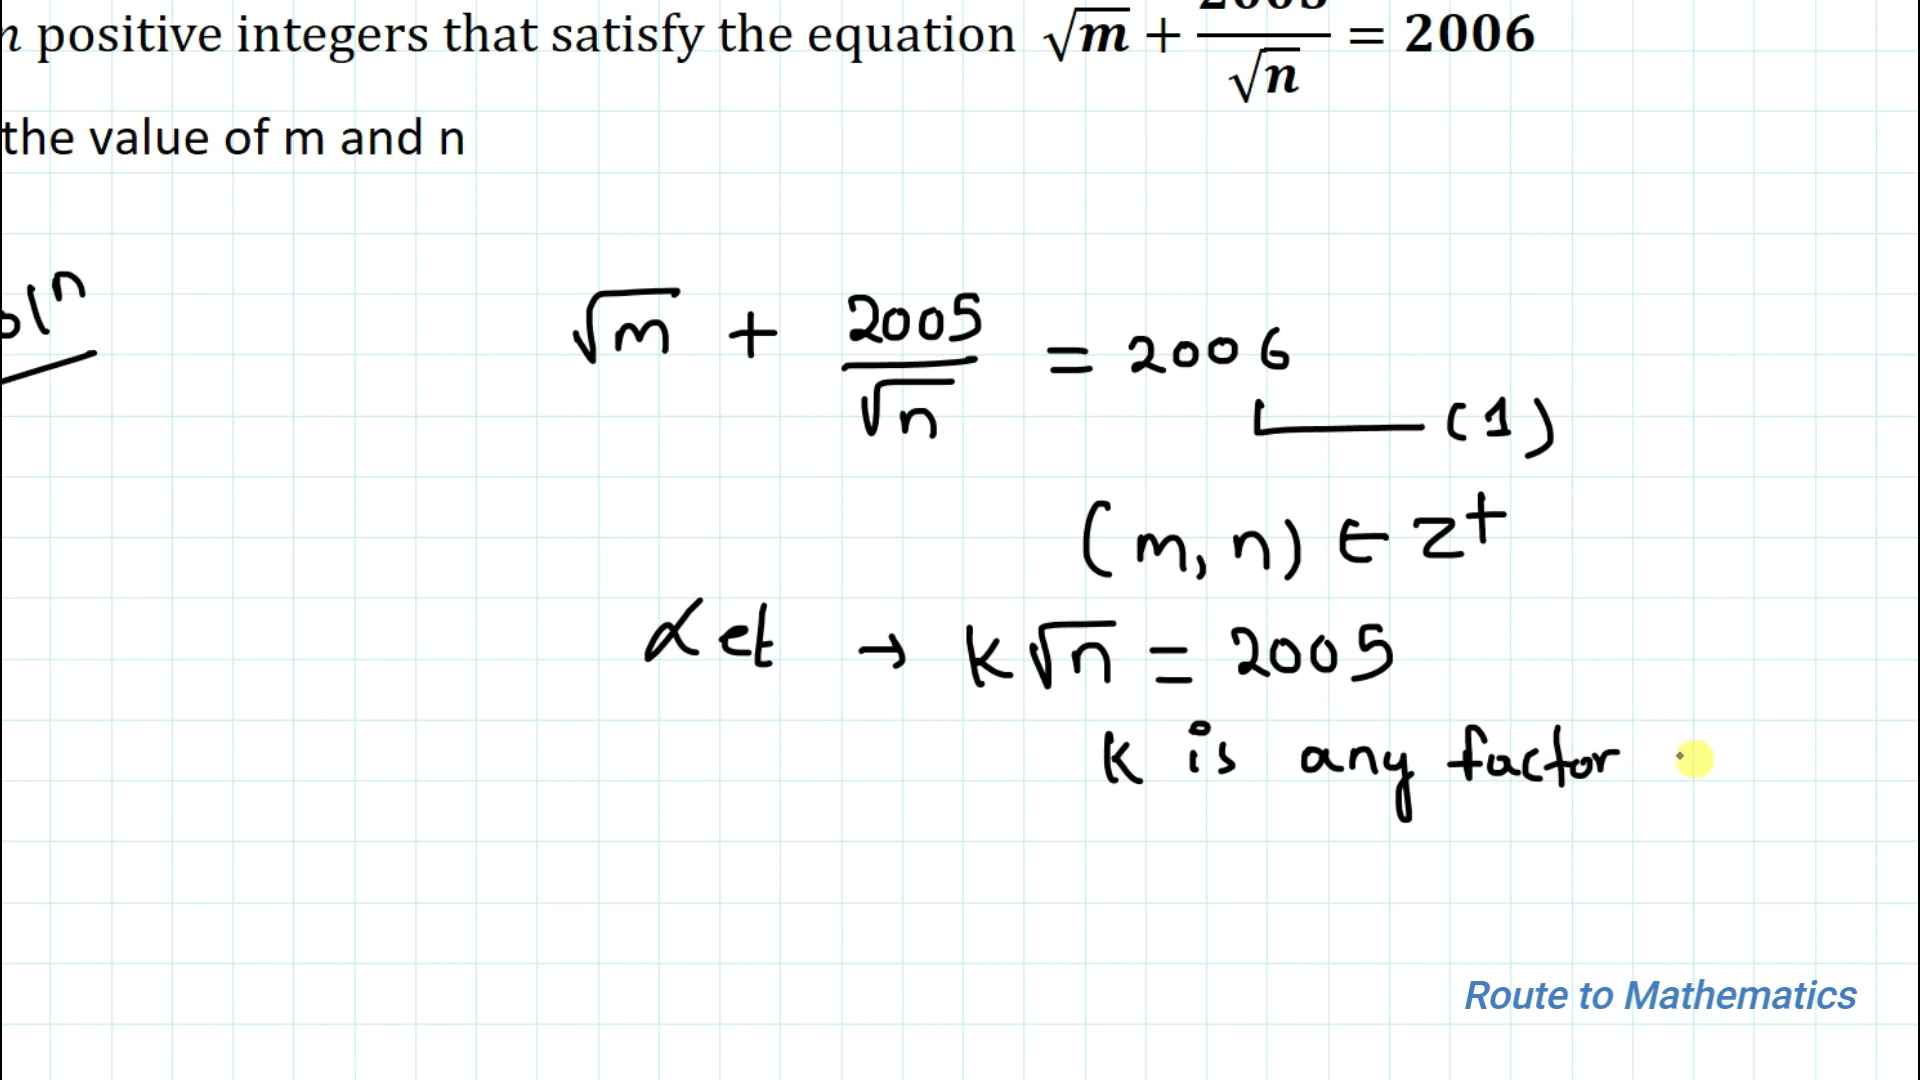 n positive integers that satisfy the equation √m + 2005/√n = 2006
the value of m and n
olⁿ
√m + 2005/√n = 2006
(1)
(m, n) ∈ Z⁺
Let → K√n = 2005
K is any factor
Route to Mathematics